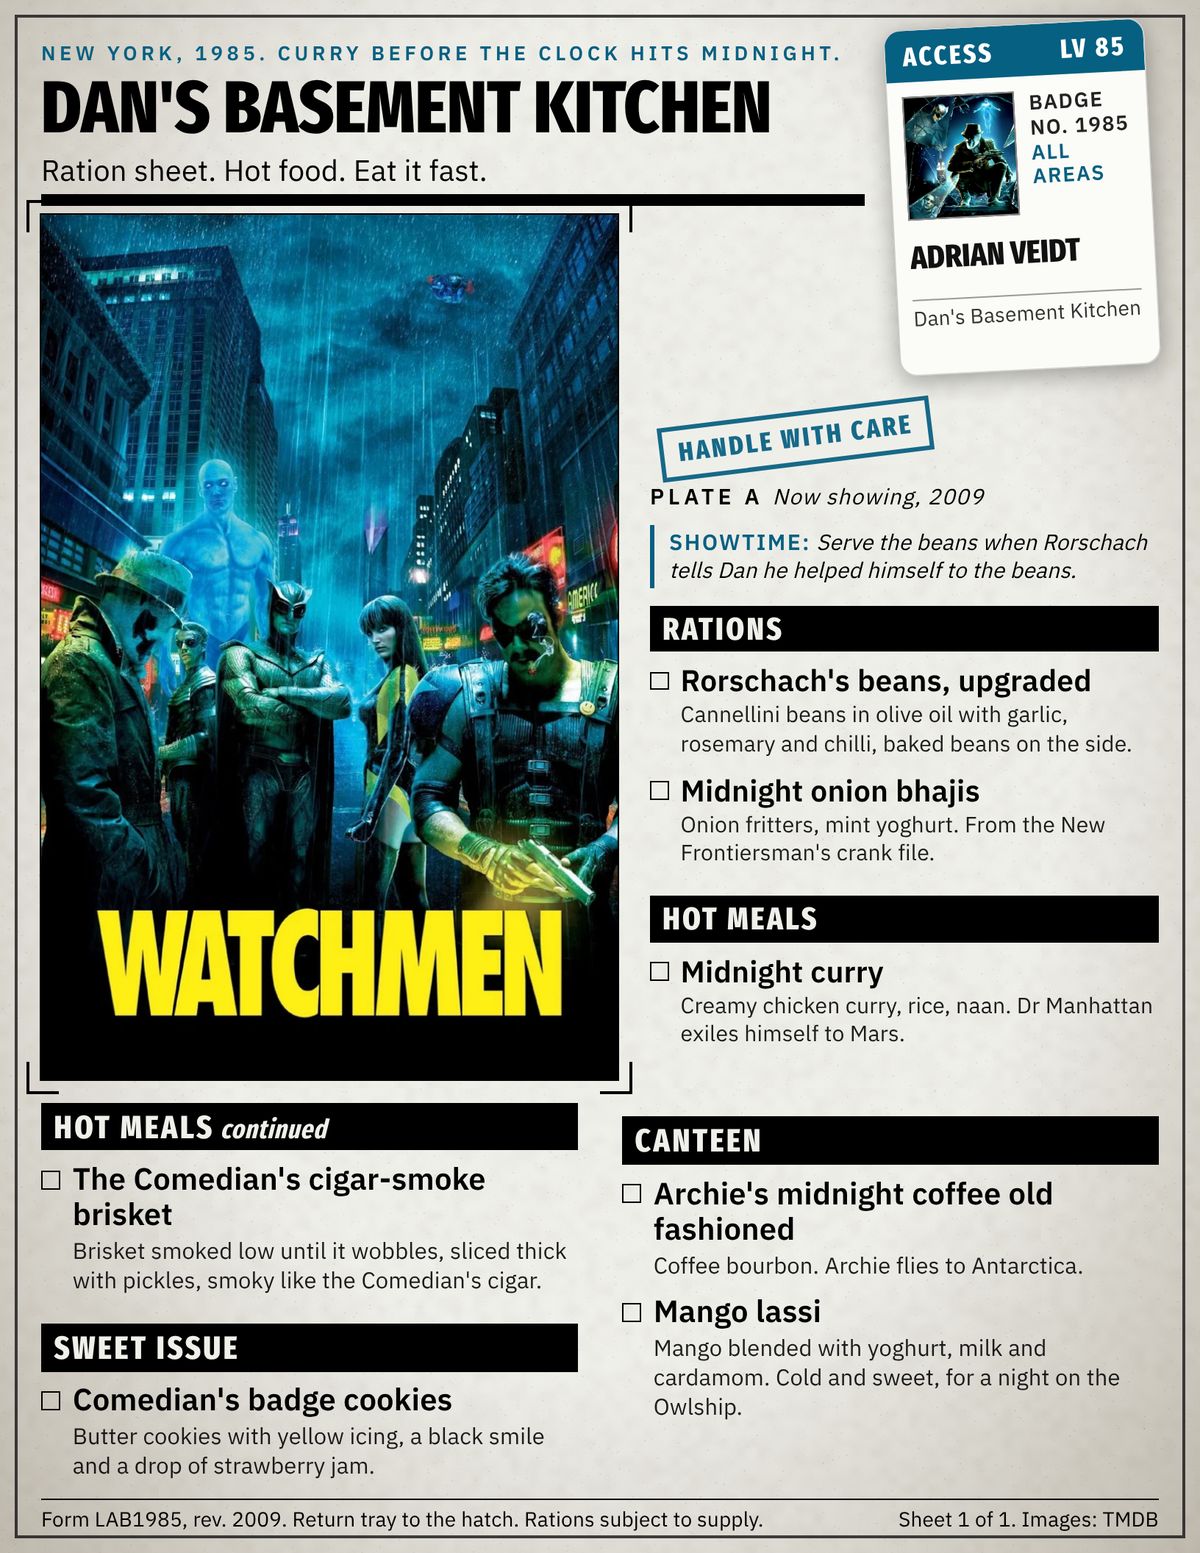 NEW YORK, 1985. CURRY BEFORE THE CLOCK HITS MIDNIGHT.
DAN'S BASEMENT KITCHEN
Ration sheet. Hot food. Eat it fast.
ACCESS LV 85
BADGE
NO. 1985
ALL
AREAS
ADRIAN VEIDT
Dan's Basement Kitchen
HANDLE WITH CARE
PLATE A Now showing, 2009
SHOWTIME: Serve the beans when Rorschach
tells Dan he helped himself to the beans.
RATIONS
Rorschach's beans, upgraded
Cannellini beans in olive oil with garlic,
rosemary and chilli, baked beans on the side.
Midnight onion bhajis
Onion fritters, mint yoghurt. From the New
Frontiersman's crank file.
HOT MEALS
Midnight curry
Creamy chicken curry, rice, naan. Dr Manhattan
exiles himself to Mars.
WATCHMEN
HOT MEALS continued
The Comedian's cigar-smoke
brisket
Brisket smoked low until it wobbles, sliced thick
with pickles, smoky like the Comedian's cigar.
SWEET ISSUE
Comedian's badge cookies
Butter cookies with yellow icing, a black smile
and a drop of strawberry jam.
CANTEEN
Archie's midnight coffee old
fashioned
Coffee bourbon. Archie flies to Antarctica.
Mango lassi
Mango blended with yoghurt, milk and
cardamom. Cold and sweet, for a night on the
Owlship.
Form LAB1985, rev. 2009. Return tray to the hatch. Rations subject to supply.
Sheet 1 of 1. Images: TMDB